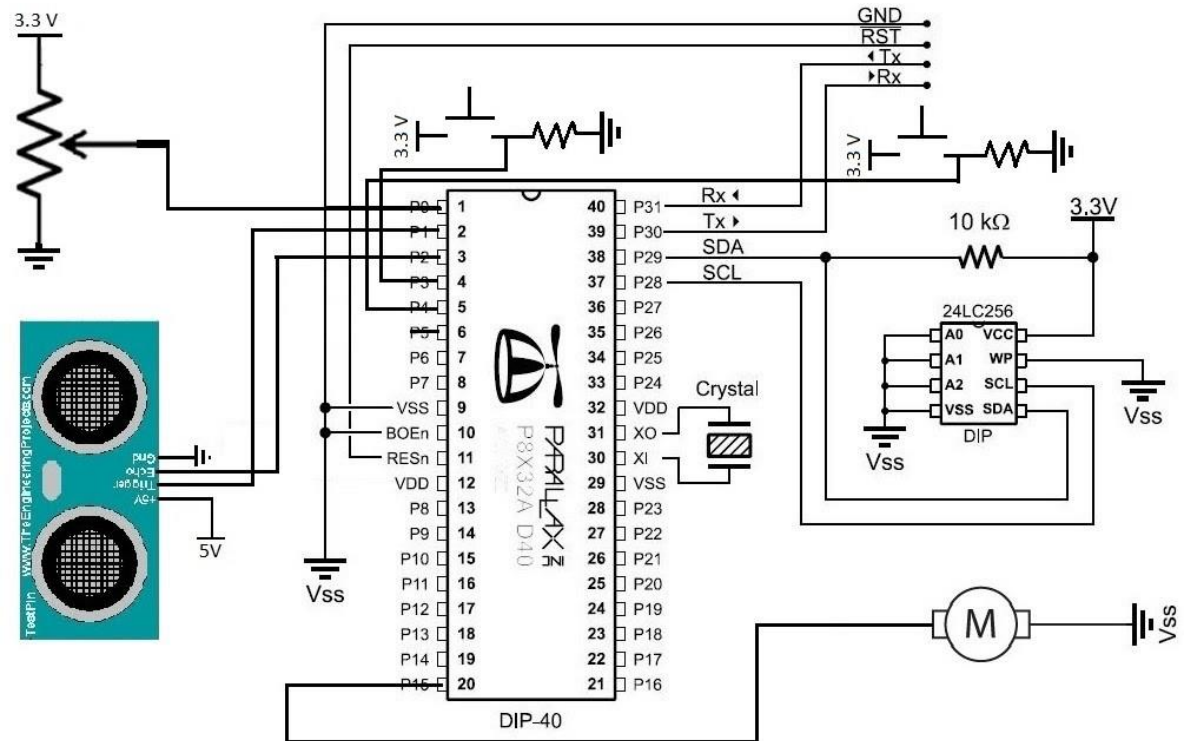 3.3 V
GND
RST
Tx
Rx
3.3 V
3.3 V
P0 1 40 P31 Rx
P1 2 39 P30 Tx
P2 3 38 P29 SDA
P3 4 37 P28 SCL
P4 5 36 P27
P5 6 35 P26
P6 7 34 P25
P7 8 33 P24
VSS 9 32 VDD
BOEn 10 31 XO
RESn 11 30 XI
VDD 12 29 VSS
P8 13 28 P23
P9 14 27 P22
P10 15 26 P21
P11 16 25 P20
P12 17 24 P19
P13 18 23 P18
P14 19 22 P17
P15 20 21 P16
PARALLAX INC
P8X32A D40
DIP-40
Vss
Crystal
10 kΩ
3.3V
24LC256
A0 VCC
A1 WP
A2 SCL
VSS SDA
DIP
Vss
Vss
www.TheEngineeringProjects.com
Gnd
Echo
Trigger
+5V
TestPin
5V
M
Vss